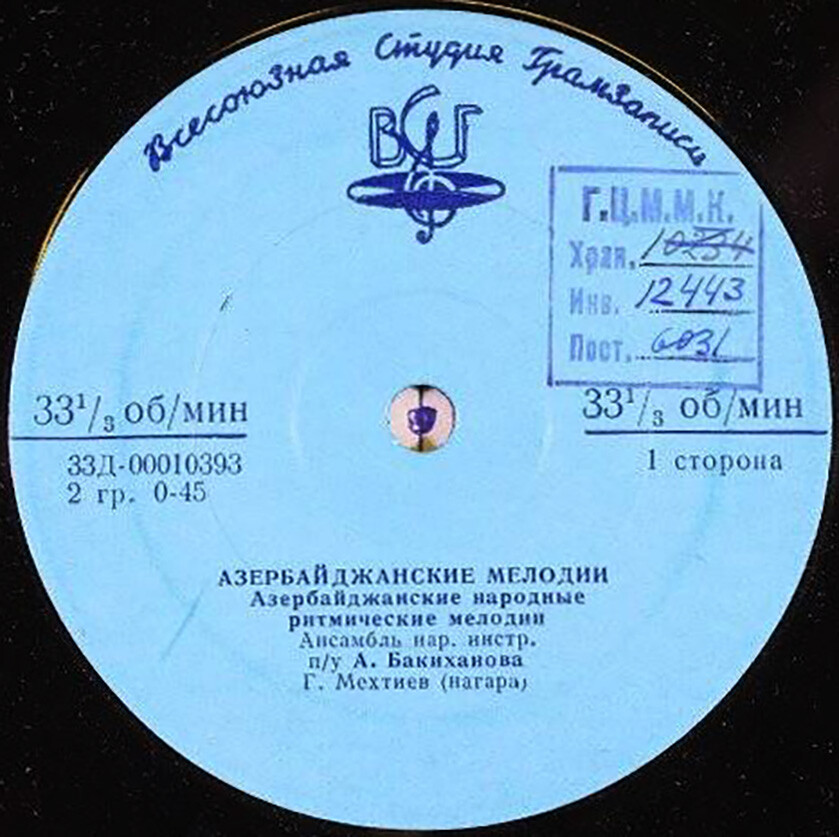 Всесоюзная Студия Грамзаписи
ВСГ
Г.Ц.М.М.К.
Хран. 10234
Инв. 12443
Пост. 6031
33¹/₃ об/мин
33¹/₃ об/мин
33Д-00010393
1 сторона
2 гр. 0-45
АЗЕРБАЙДЖАНСКИЕ МЕЛОДИИ
Азербайджанские народные
ритмические мелодии
Ансамбль нар. инстр.
п/у А. Бакиханова
Г. Мехтиев (нагара)